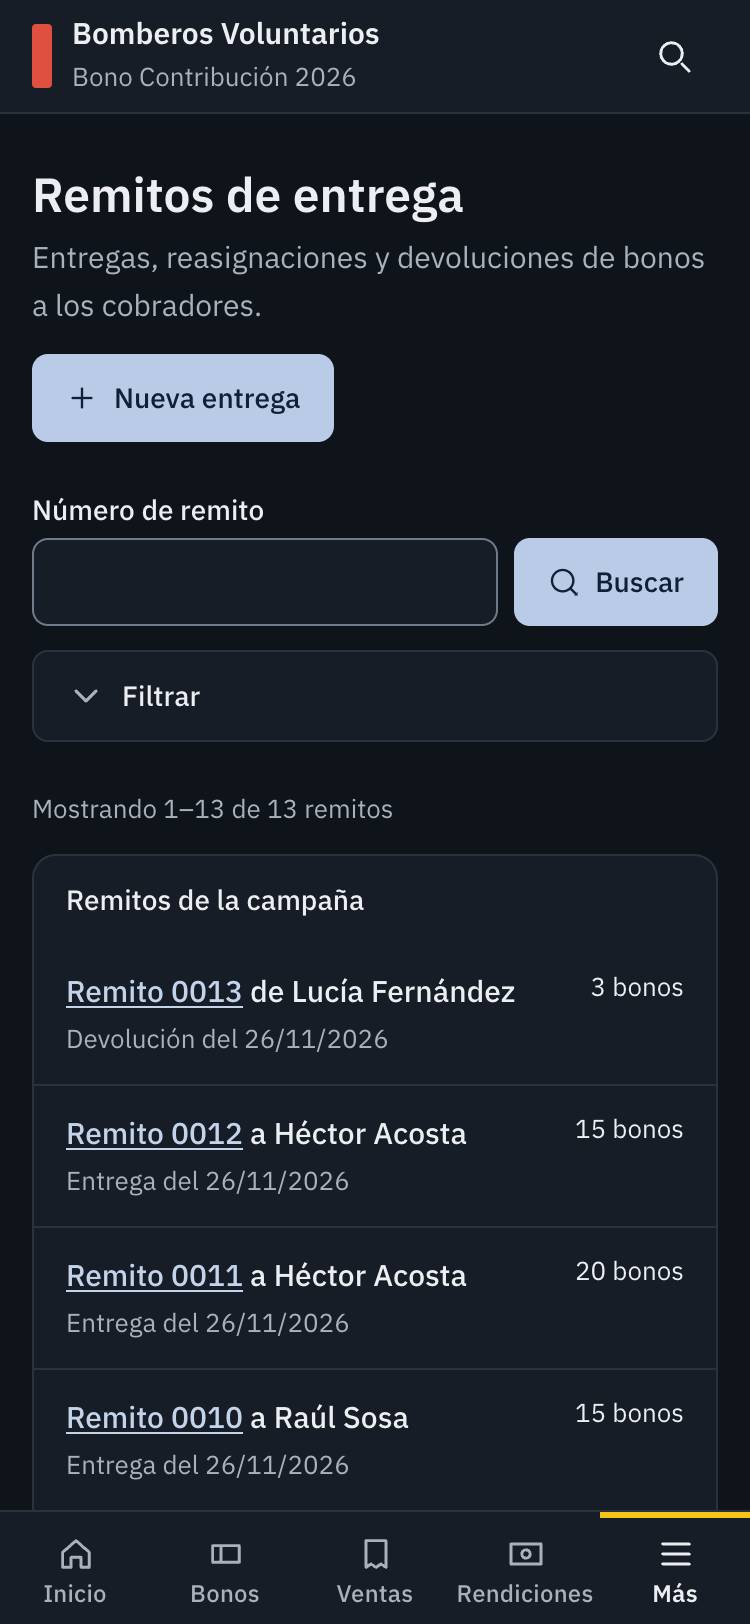 Bomberos Voluntarios
Bono Contribución 2026
Remitos de entrega
Entregas, reasignaciones y devoluciones de bonos
a los cobradores.
Nueva entrega
Número de remito
Buscar
Filtrar
Mostrando 1–13 de 13 remitos
Remitos de la campaña
Remito 0013 de Lucía Fernández 3 bonos
Devolución del 26/11/2026
Remito 0012 a Héctor Acosta 15 bonos
Entrega del 26/11/2026
Remito 0011 a Héctor Acosta 20 bonos
Entrega del 26/11/2026
Remito 0010 a Raúl Sosa 15 bonos
Entrega del 26/11/2026
Inicio Bonos Ventas Rendiciones Más